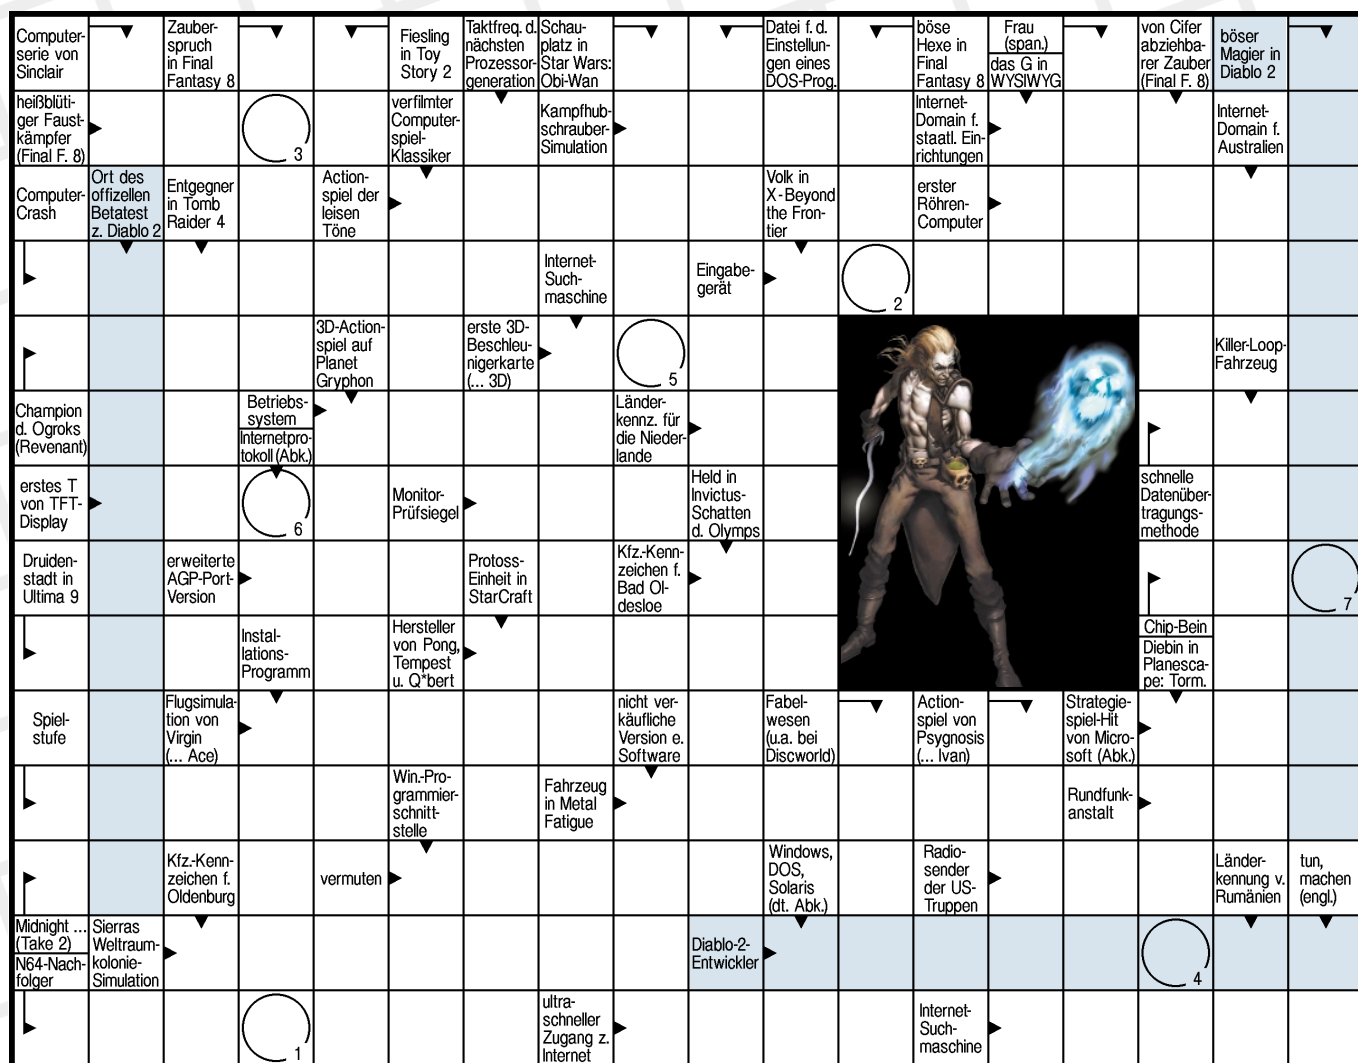 Computer-
serie von
Sinclair
Zauber-
spruch
in Final
Fantasy 8
Fiesling
in Toy
Story 2
Taktfreq. d.
nächsten
Prozessor-
generation
Schau-
platz in
Star Wars:
Obi-Wan
Datei f. d.
Einstellun-
gen eines
DOS-Prog.
böse
Hexe in
Final
Fantasy 8
Frau
(span.)
das G in
WYSIWYG
von Cifer
abziehba-
rer Zauber
(Final F. 8)
böser
Magier in
Diablo 2
heißblüti-
ger Faust-
kämpfer
(Final F. 8)
3
verfilmter
Computer-
spiel-
Klassiker
Kampfhub-
schrauber-
Simulation
Internet-
Domain f.
staatl. Ein-
richtungen
Internet-
Domain f.
Australien
Computer-
Crash
Ort des
offizellen
Betatest
z. Diablo 2
Entgegner
in Tomb
Raider 4
Action-
spiel der
leisen
Töne
Volk in
X-Beyond
the Fron-
tier
erster
Röhren-
Computer
Internet-
Such-
maschine
Eingabe-
gerät
2
3D-Action-
spiel auf
Planet
Gryphon
erste 3D-
Beschleu-
nigerkarte
(... 3D)
5
Killer-Loop-
Fahrzeug
Champion
d. Ogroks
(Revenant)
Betriebs-
system
Internetpro-
tokoll (Abk.)
Länder-
kennz. für
die Nieder-
lande
erstes T
von TFT-
Display
6
Monitor-
Prüfsiegel
Held in
Invictus-
Schatten
d. Olymps
schnelle
Datenüber-
tragungs-
methode
Druiden-
stadt in
Ultima 9
erweiterte
AGP-Port-
Version
Protoss-
Einheit in
StarCraft
Kfz.-Kenn-
zeichen f.
Bad Ol-
desloe
7
Instal-
lations-
Programm
Hersteller
von Pong,
Tempest
u. Q*bert
Chip-Bein
Diebin in
Planesca-
pe: Torm.
Spiel-
stufe
Flugsimula-
tion von
Virgin
(... Ace)
nicht ver-
käufliche
Version e.
Software
Fabel-
wesen
(u.a. bei
Discworld)
Action-
spiel von
Psygnosis
(... Ivan)
Strategie-
spiel-Hit
von Micro-
soft (Abk.)
Win.-Pro-
grammier-
schnitt-
stelle
Fahrzeug
in Metal
Fatigue
Rundfunk-
anstalt
Kfz.-Kenn-
zeichen f.
Oldenburg
vermuten
Windows,
DOS,
Solaris
(dt. Abk.)
Radio-
sender
der US-
Truppen
Länder-
kennung v.
Rumänien
tun,
machen
(engl.)
Midnight ...
(Take 2)
N64-Nach-
folger
Sierras
Weltraum-
kolonie-
Simulation
Diablo-2-
Entwickler
4
1
ultra-
schneller
Zugang z.
Internet
Internet-
Such-
maschine